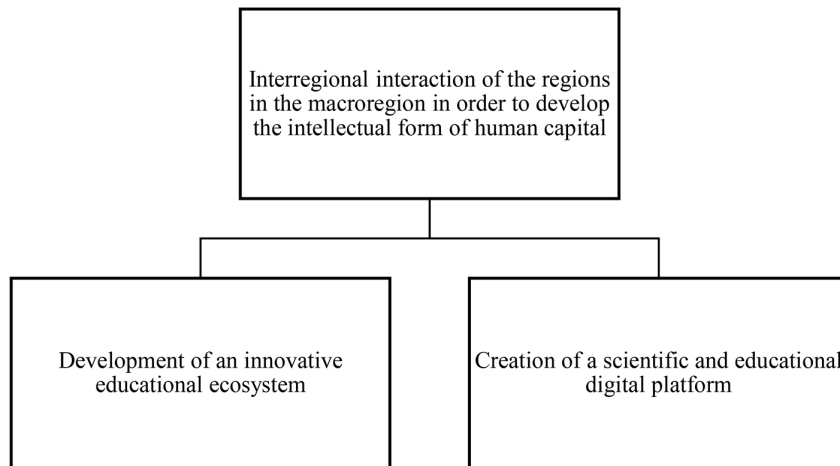 Interregional interaction of the regions
in the macroregion in order to develop
the intellectual form of human capital
Development of an innovative
educational ecosystem
Creation of a scientific and educational
digital platform